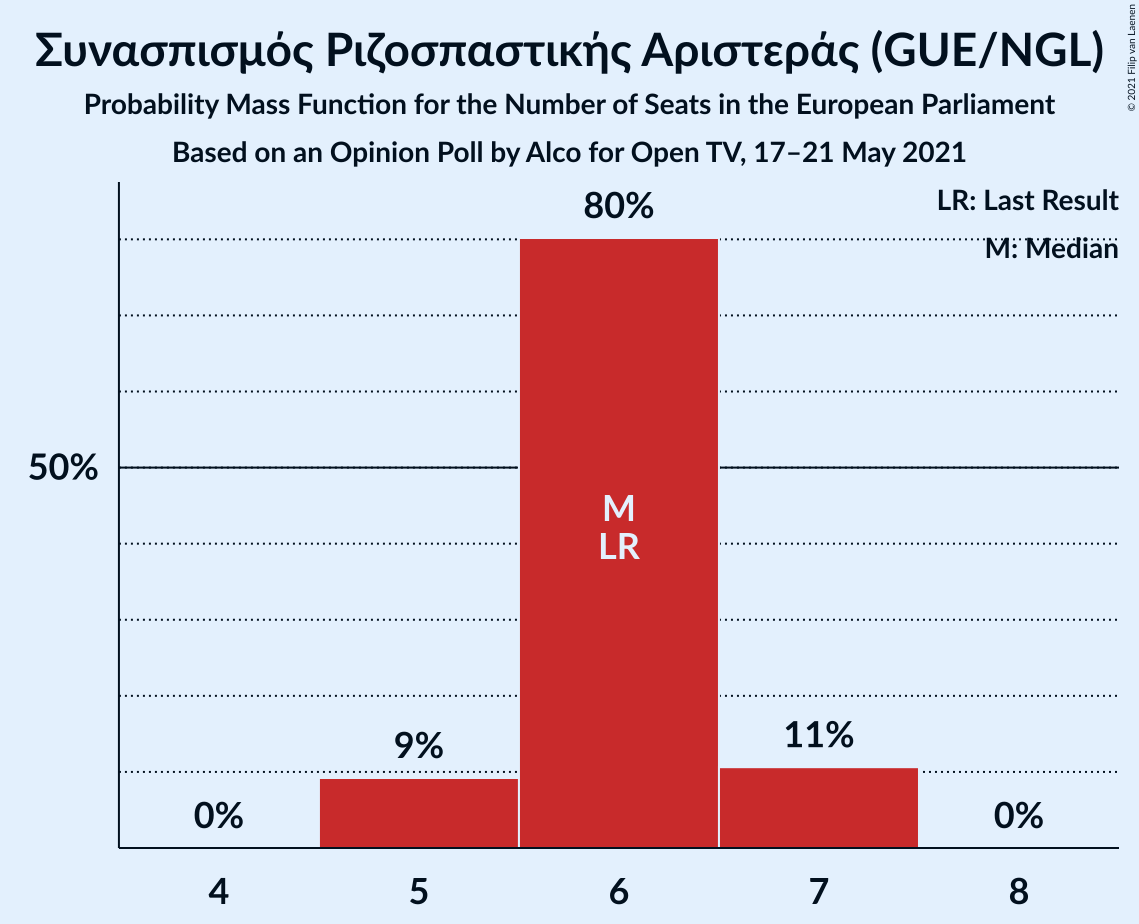 Συνασπισμός Ριζοσπαστικής Αριστεράς (GUE/NGL)
Probability Mass Function for the Number of Seats in the European Parliament
Based on an Opinion Poll by Alco for Open TV, 17–21 May 2021
© 2021 Filip van Laenen
LR: Last Result
M: Median
80%
50%
M
LR
11%
9%
0%
0%
4
5
6
7
8